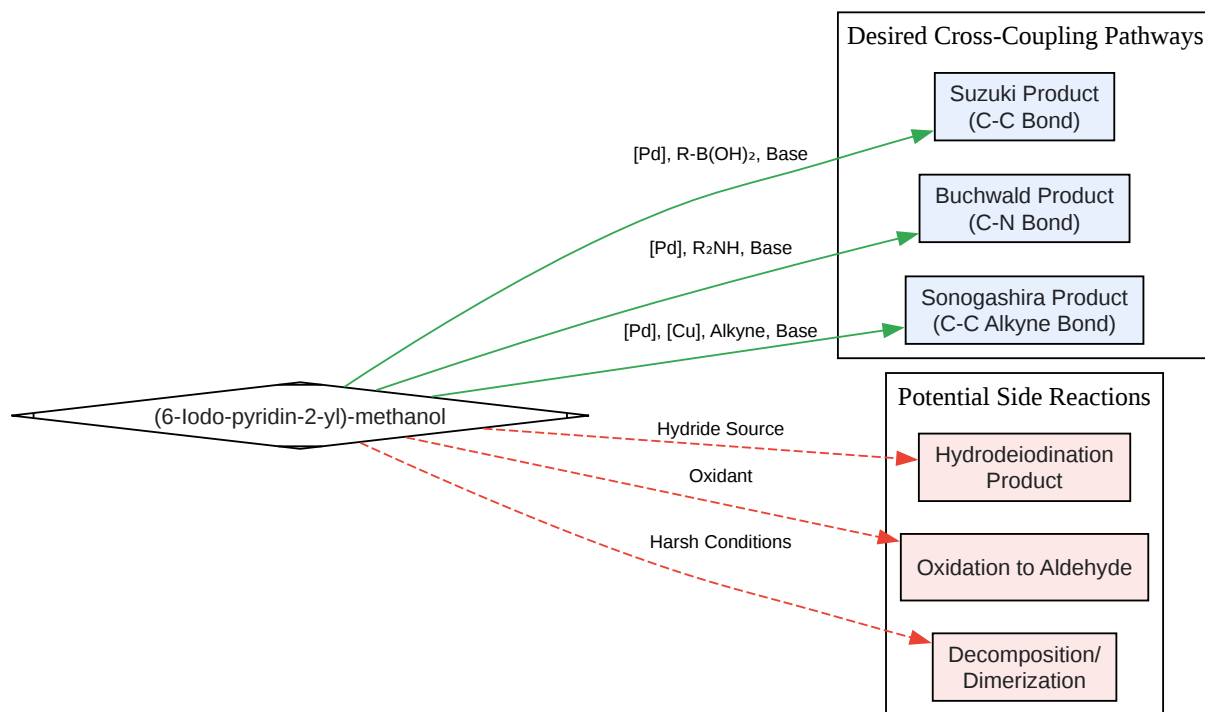 Desired Cross-Coupling Pathways
Suzuki Product
(C-C Bond)
[Pd], R-B(OH)₂, Base
Buchwald Product
(C-N Bond)
[Pd], R₂NH, Base
Sonogashira Product
(C-C Alkyne Bond)
[Pd], [Cu], Alkyne, Base
(6-Iodo-pyridin-2-yl)-methanol
Potential Side Reactions
Hydride Source
Hydrodeiodination
Product
Oxidant
Oxidation to Aldehyde
Harsh Conditions
Decomposition/
Dimerization